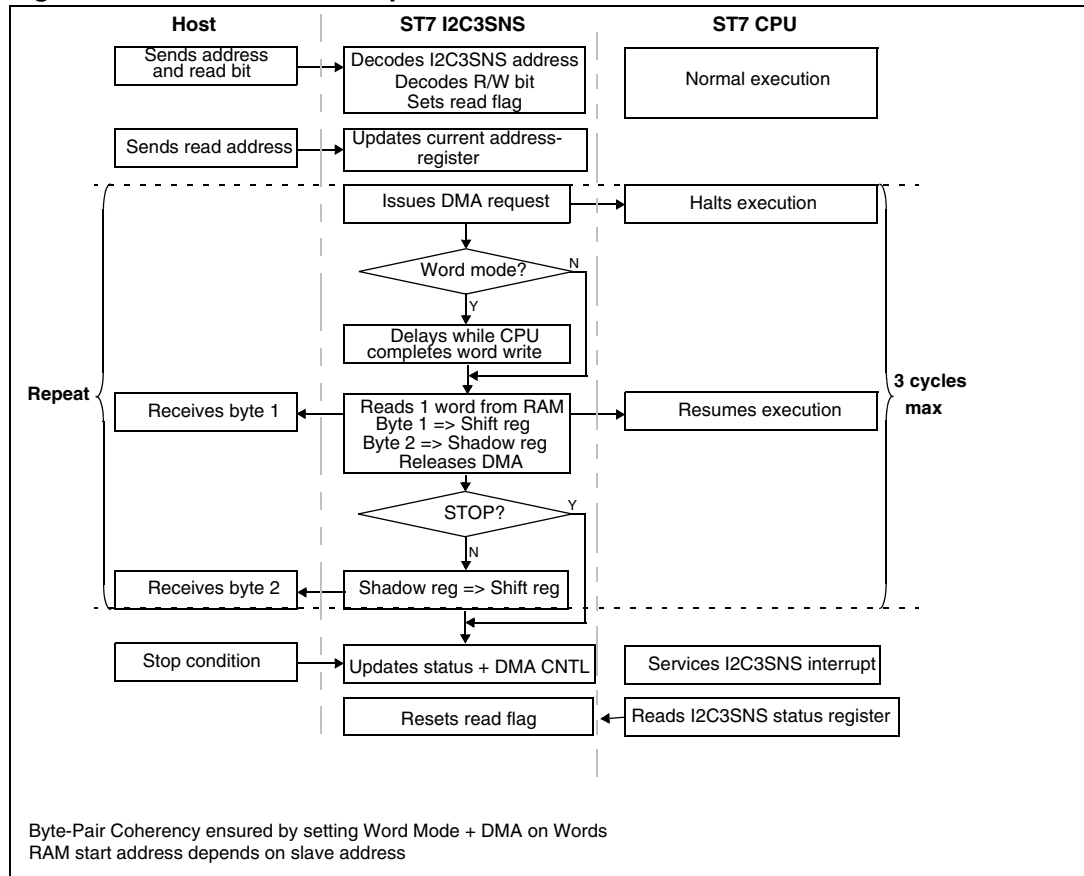 Host ST7 I2C3SNS ST7 CPU
Sends address
and read bit
Decodes I2C3SNS address
Decodes R/W bit
Sets read flag
Normal execution
Sends read address
Updates current address-
register
Issues DMA request
Halts execution
Word mode?
N
Y
Delays while CPU
completes word write
Repeat
3 cycles
max
Receives byte 1
Reads 1 word from RAM
Byte 1 => Shift reg
Byte 2 => Shadow reg
Releases DMA
Resumes execution
STOP?
Y
N
Receives byte 2
Shadow reg => Shift reg
Stop condition
Updates status + DMA CNTL
Services I2C3SNS interrupt
Resets read flag
Reads I2C3SNS status register
Byte-Pair Coherency ensured by setting Word Mode + DMA on Words
RAM start address depends on slave address